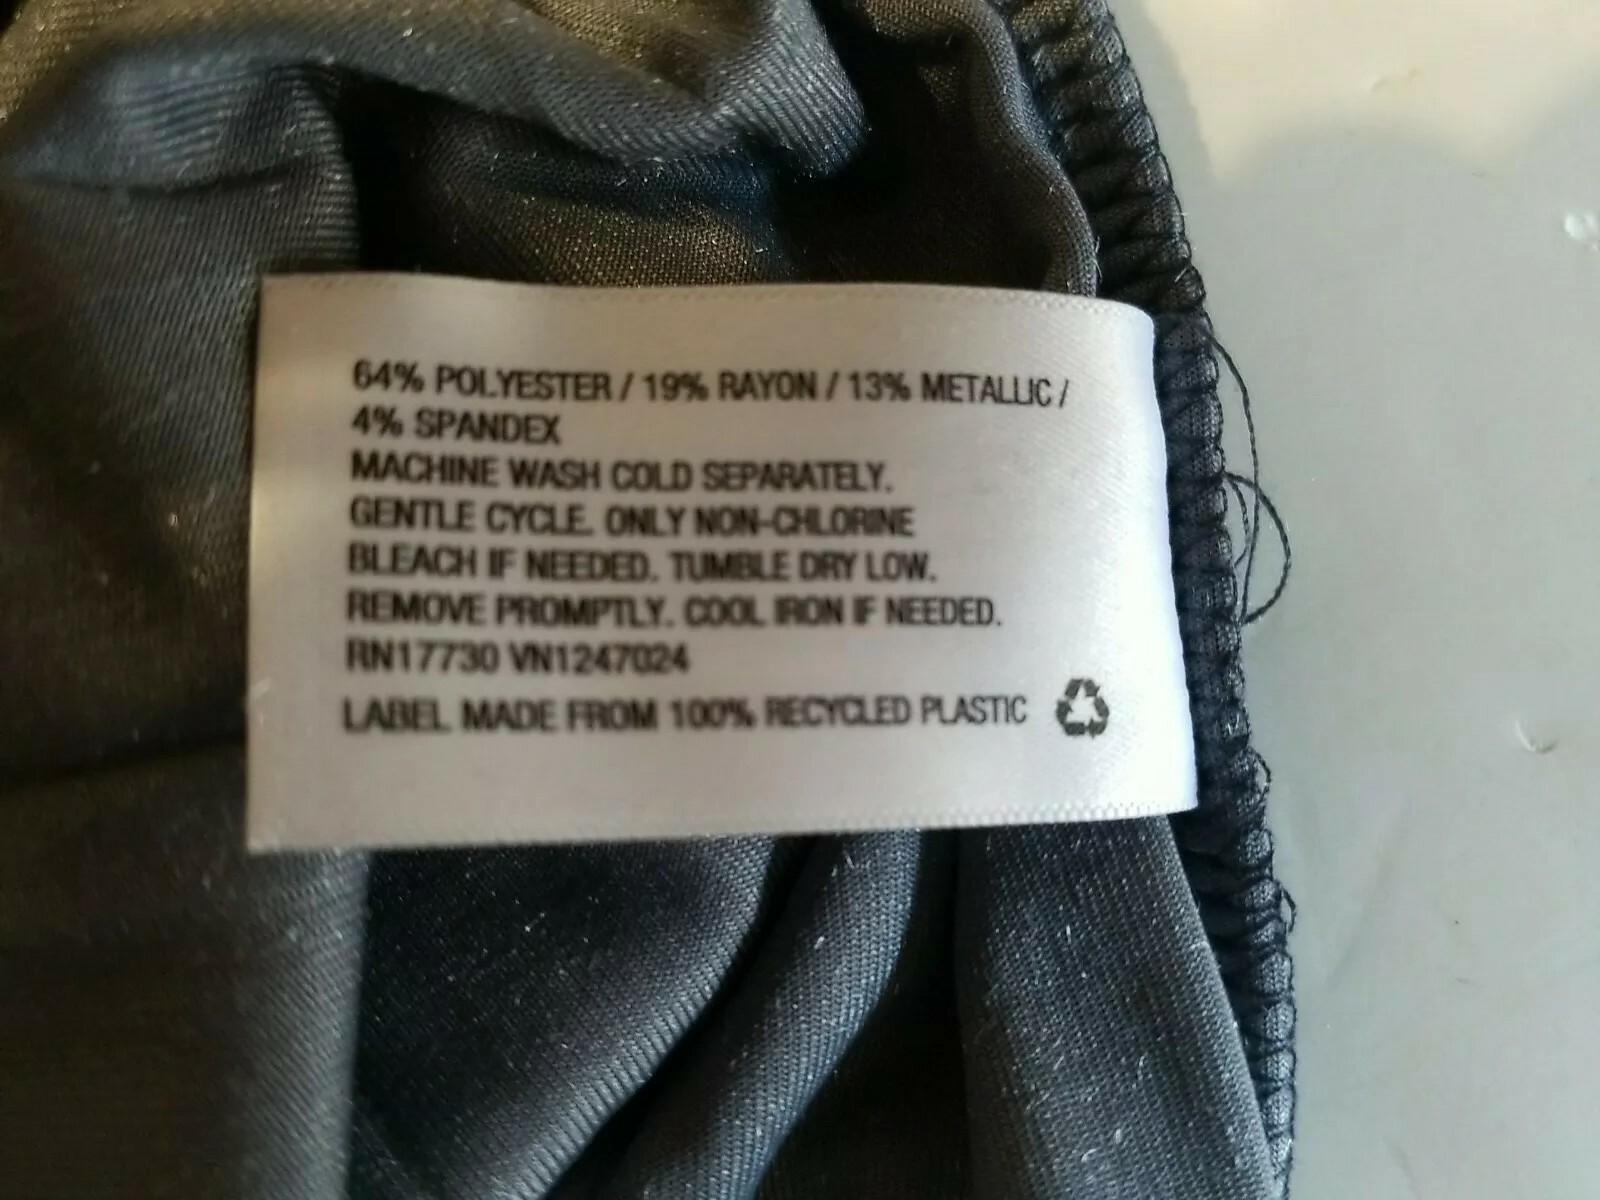 64% POLYESTER / 19% RAYON / 13% METALLIC /
4% SPANDEX
MACHINE WASH COLD SEPARATELY.
GENTLE CYCLE. ONLY NON-CHLORINE
BLEACH IF NEEDED. TUMBLE DRY LOW.
REMOVE PROMPTLY. COOL IRON IF NEEDED.
RN17730 VN1247024
LABEL MADE FROM 100% RECYCLED PLASTIC